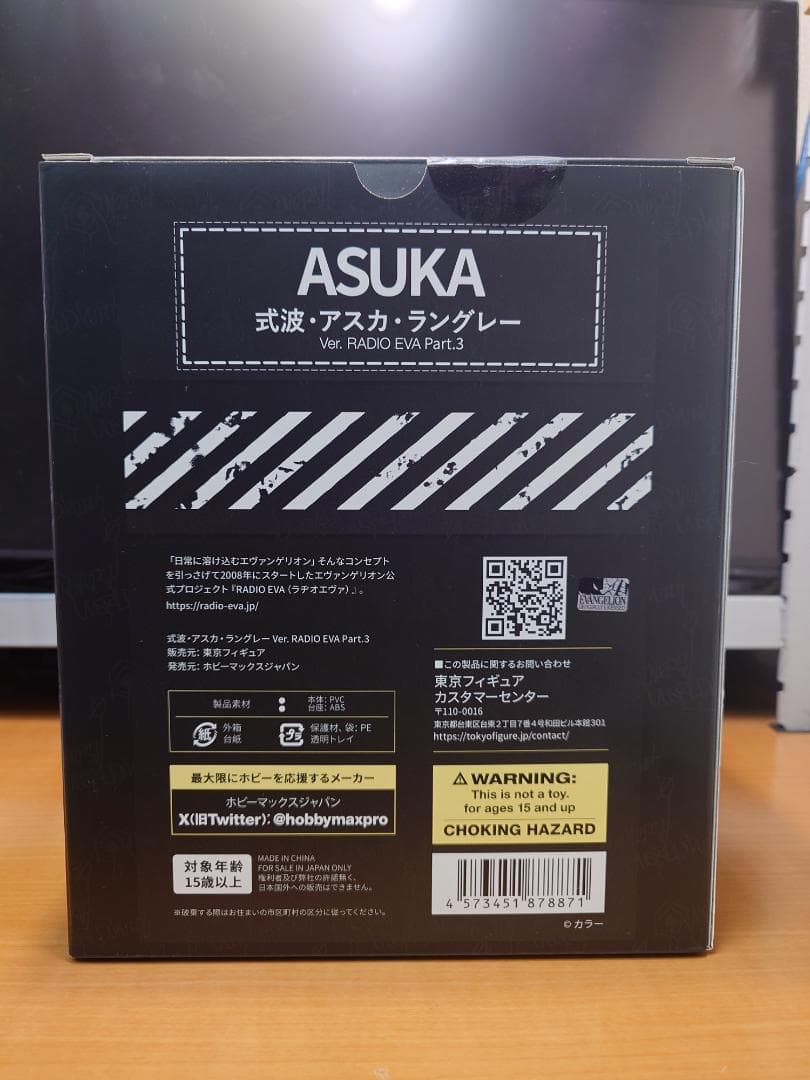 ASUKA
式波・アスカ・ラングレー
Ver. RADIO EVA Part.3
「日常に溶け込むエヴァンゲリオン」そんなコンセプト
を引っさげて2008年にスタートしたエヴァンゲリオン公
式プロジェクト『RADIO EVA（ラヂオエヴァ）』。
https://radio-eva.jp/
式波・アスカ・ラングレー Ver. RADIO EVA Part.3
販売元: 東京フィギュア
発売元: ホビーマックスジャパン
製品素材
本体: PVC
台座: ABS
紙
外箱
台紙
プラ
保護材、袋: PE
透明トレイ
最大限にホビーを応援するメーカー
ホビーマックスジャパン
X(旧Twitter): @hobbymaxpro
対象年齢
15歳以上
MADE IN CHINA
FOR SALE IN JAPAN ONLY
権利者及び弊社の許諾無く、
日本国外への販売はできません。
※破棄する際はお住まいの市区町村の区分に従ってください。
EVANGELION
OFFICIALLY LICENSED
■この製品に関するお問い合わせ
東京フィギュア
カスタマーセンター
〒110-0016
東京都台東区台東2丁目7番4号和田ビル本館301
https://tokyofigure.jp/contact/
⚠WARNING:
This is not a toy.
for ages 15 and up
CHOKING HAZARD
4 573451 878871
© カラー